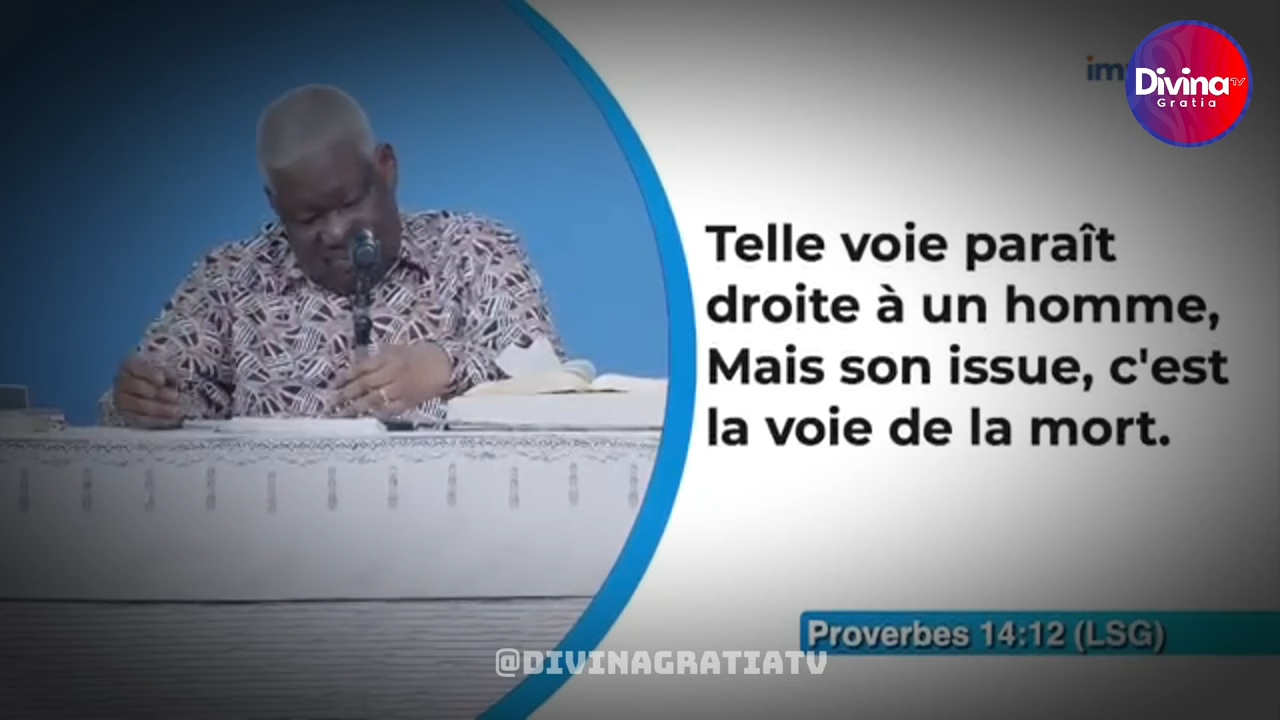 Divina TV
Gratia
Telle voie paraît
droite à un homme,
Mais son issue, c'est
la voie de la mort.
Proverbes 14:12 (LSG)
@DIVINAGRATIATV